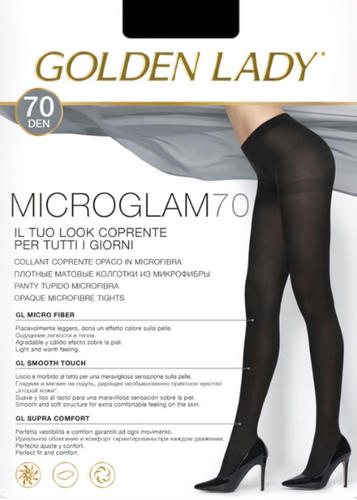 GOLDEN LADY®
70
DEN
MICROGLAM70
IL TUO LOOK COPRENTE
PER TUTTI I GIORNI
COLLANT COPRENTE OPACO IN MICROFIBRA
ПЛОТНЫЕ МАТОВЫЕ КОЛГОТКИ ИЗ МИКРОФИБРЫ
PANTY TUPIDO MICROFIBRA
OPAQUE MICROFIBRE TIGHTS
GL MICRO FIBER
Piacevolmente leggero, dona un effetto calore sulla pelle.
Ощущение легкости и тепла.
Agradable y cálido efecto sobre la piel.
Light and warm feeling.
GL SMOOTH TOUCH
Liscio e morbido al tatto per una meravigliosa sensazione sulla pelle.
Гладкий и мягкие на ощупь, дарящие необыкновенно приятное чувство
„второй кожи".
Suave y liso al tacto para una maravillosa sensación sobre la piel.
Smooth and soft structure for extra comfortable feeling on the skin.
GL SUPRA COMFORT
Perfetta vestibilità e comfort garantiti ad ogni movimento.
Идеальное облегание и комфорт гарантированы при каждом движении.
Perfecto ajuste y confort.
Perfect fit and comfort.